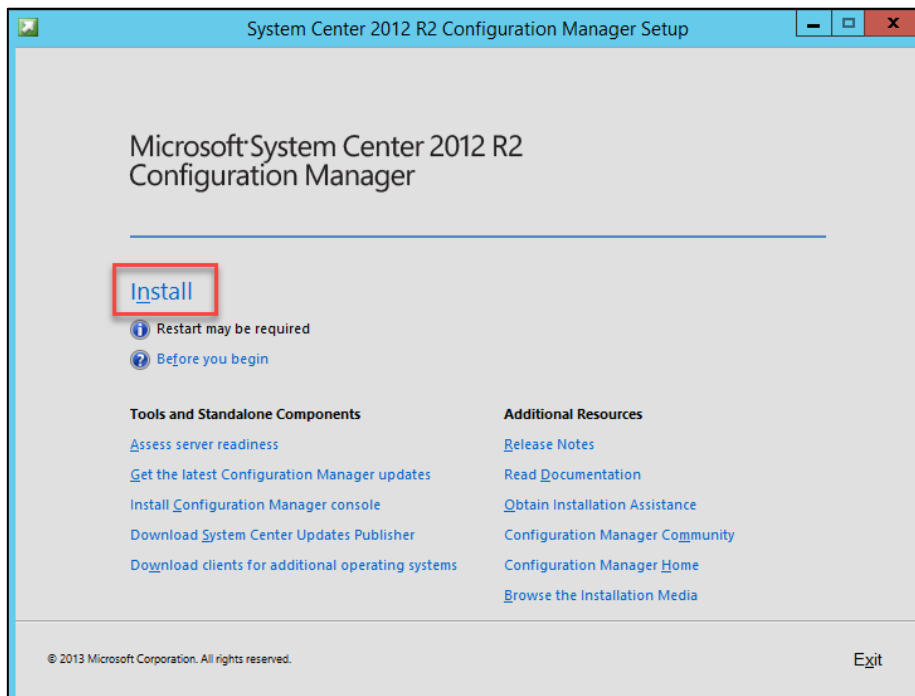 System Center 2012 R2 Configuration Manager Setup
Microsoft System Center 2012 R2
Configuration Manager
Install
Restart may be required
Before you begin
Tools and Standalone Components
Assess server readiness
Get the latest Configuration Manager updates
Install Configuration Manager console
Download System Center Updates Publisher
Download clients for additional operating systems
Additional Resources
Release Notes
Read Documentation
Obtain Installation Assistance
Configuration Manager Community
Configuration Manager Home
Browse the Installation Media
© 2013 Microsoft Corporation. All rights reserved.
Exit